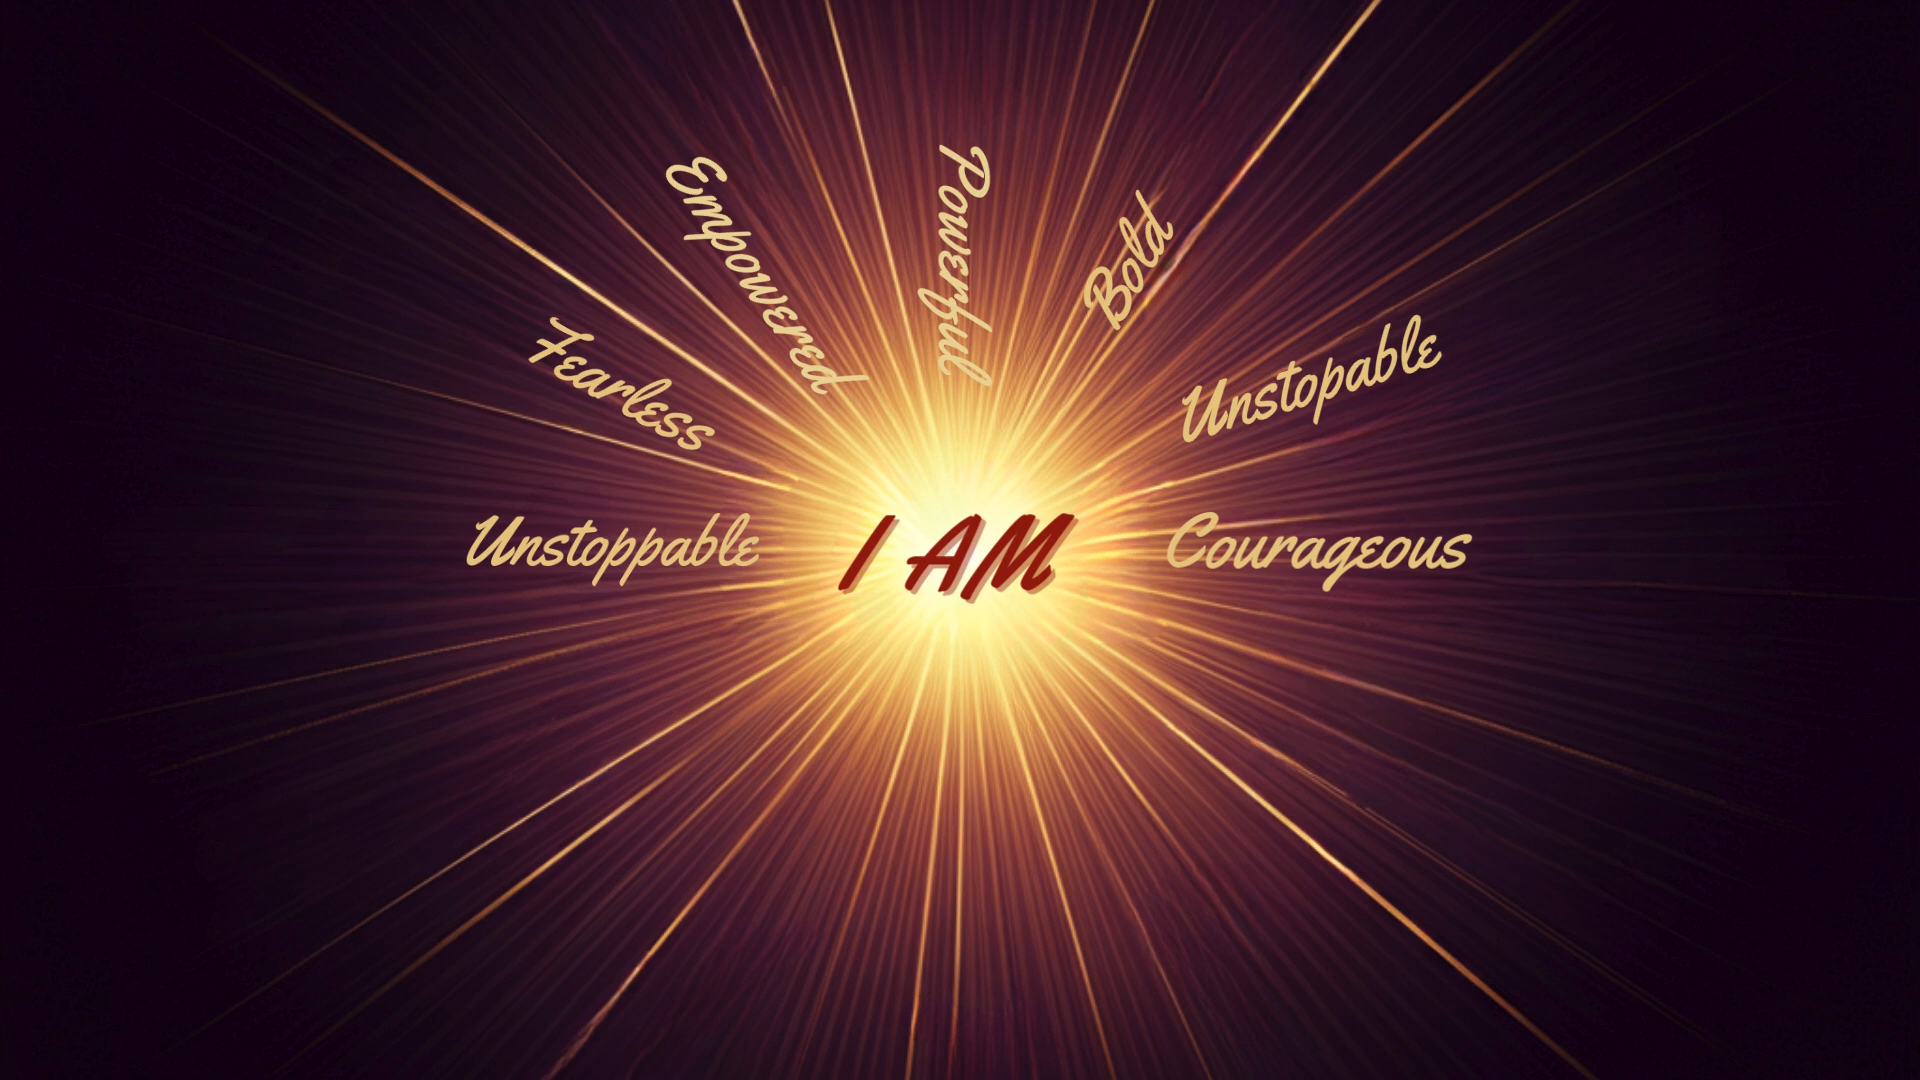 Unstoppable
Fearless
Empowered
Powerful
Bold
Unstopable
Courageous
I AM